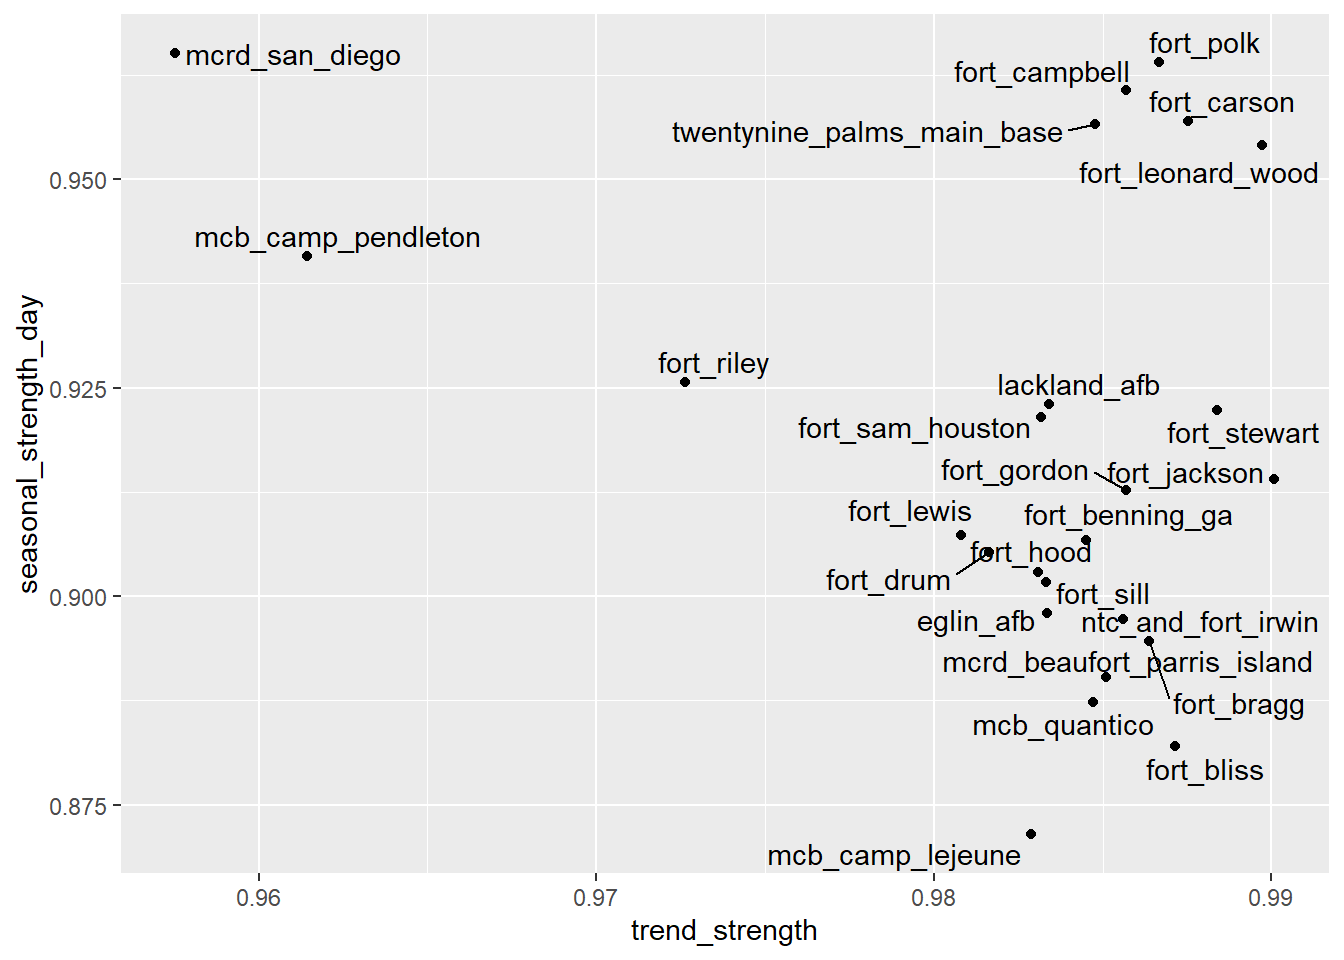 fort_polk
mcrd_san_diego
fort_campbell
fort_carson
twentynine_palms_main_base
fort_leonard_wood
0.950
mcb_camp_pendleton
fort_riley
lackland_afb
0.925
fort_sam_houston
fort_stewart
fort_gordon
fort_jackson
fort_lewis
fort_benning_ga
fort_hood
fort_drum
fort_sill
0.900
eglin_afb
ntc_and_fort_irwin
mcrd_beaufort_parris_island
fort_bragg
mcb_quantico
fort_bliss
0.875
mcb_camp_lejeune
seasonal_strength_day
0.96
0.97
0.98
0.99
trend_strength